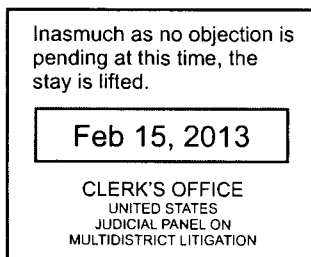 Inasmuch as no objection is
pending at this time, the
stay is lifted.
Feb 15, 2013
CLERK'S OFFICE
UNITED STATES
JUDICIAL PANEL ON
MULTIDISTRICT LITIGATION